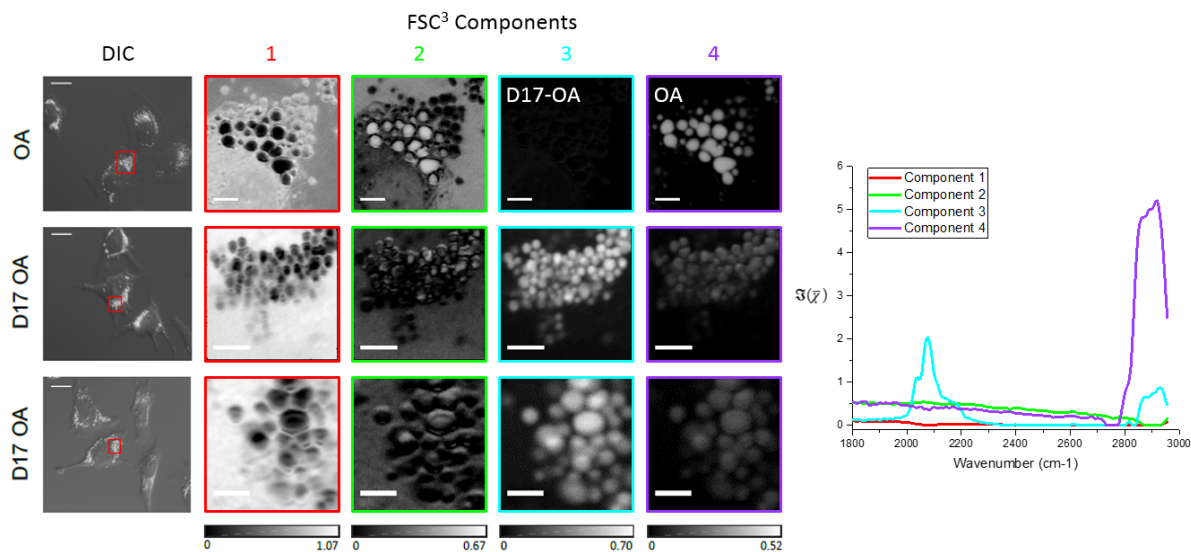 FSC³ Components
DIC 1 2 3 4
OA
D17-OA
OA
D17 OA
D17 OA
0 1.07
0 0.67
0 0.70
0 0.52
6
5
4
3
2
1
0
ℑ(χ̄)
Component 1
Component 2
Component 3
Component 4
1800 2000 2200 2400 2600 2800 3000
Wavenumber (cm-1)